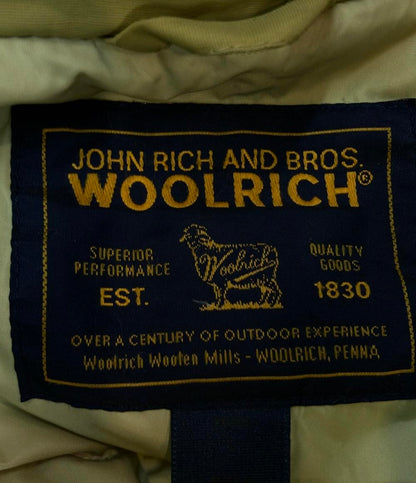 JOHN RICH AND BROS.
WOOLRICH®
SUPERIOR
PERFORMANCE
EST.
Woolrich
QUALITY
GOODS
1830
OVER A CENTURY OF OUTDOOR EXPERIENCE
Woolrich Woolen Mills - WOOLRICH, PENNA